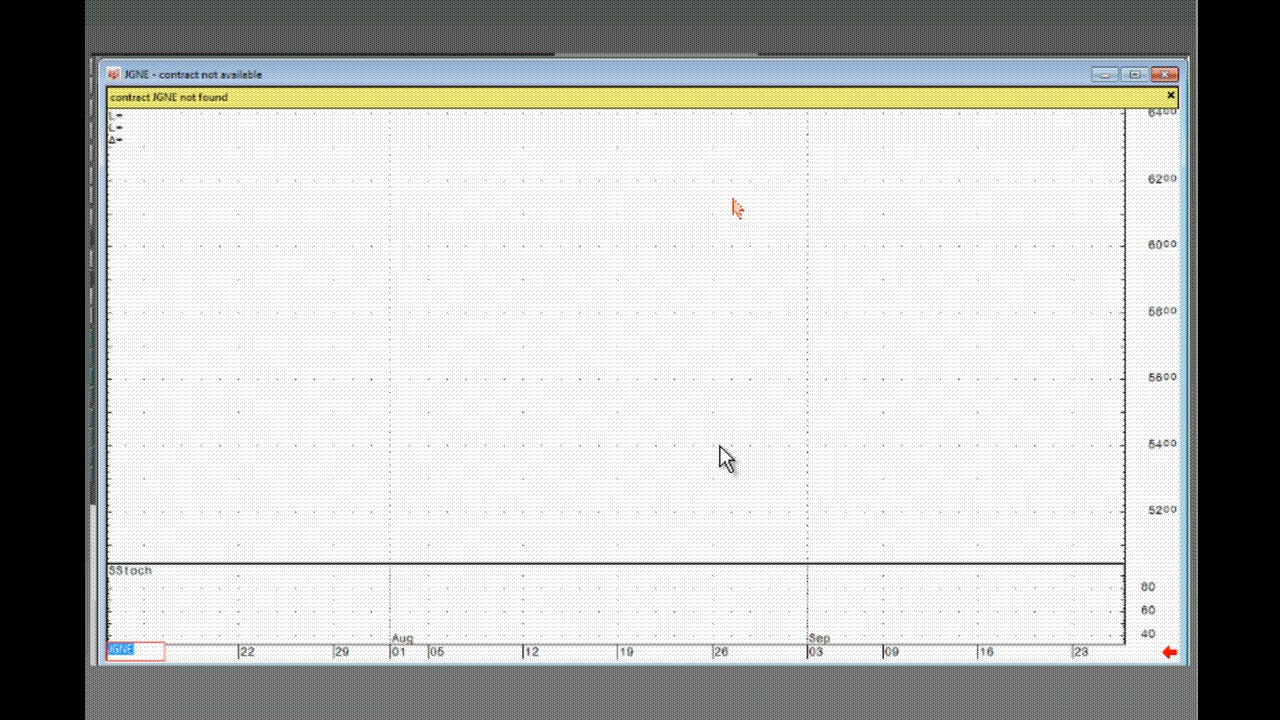 JGNE - contract not available
contract JGNE not found
L=
L=
Δ=
6400
6200
6000
5800
5600
5400
5200
SStoch
80
60
40
Aug
Sep
JGNE
22
29
01
05
12
19
26
03
09
16
23